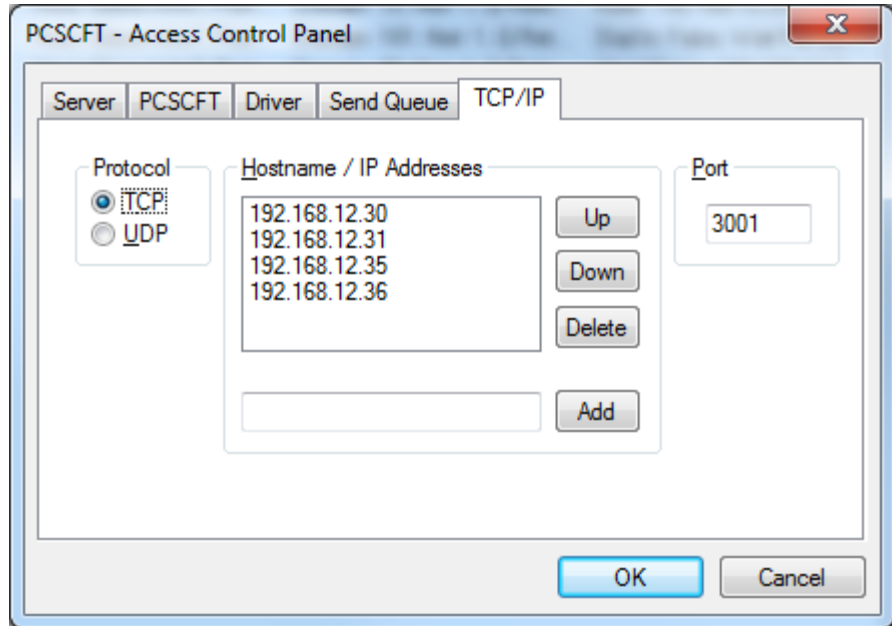 PCSCFT - Access Control Panel
Server PCSCFT Driver Send Queue TCP/IP
Protocol
TCP
UDP
Hostname / IP Addresses
192.168.12.30
192.168.12.31
192.168.12.35
192.168.12.36
Up
Down
Delete
Add
Port
3001
OK Cancel